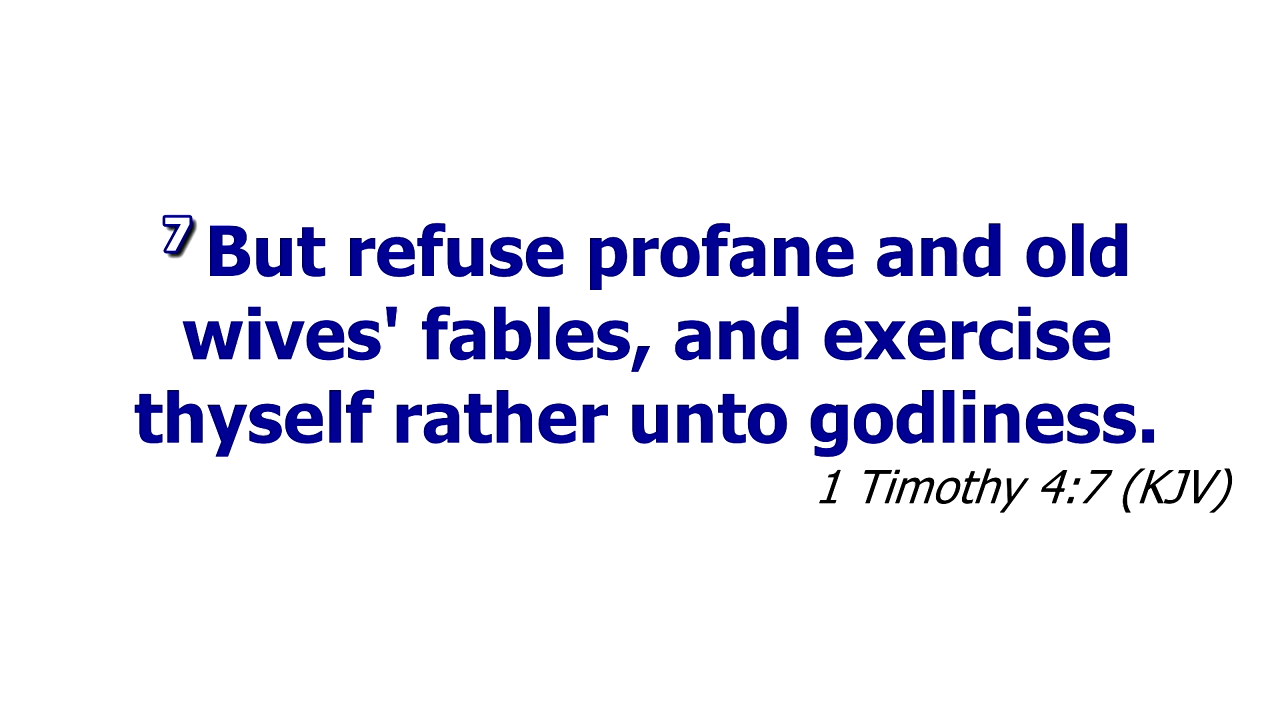 7 But refuse profane and old
wives' fables, and exercise
thyself rather unto godliness.
1 Timothy 4:7 (KJV)